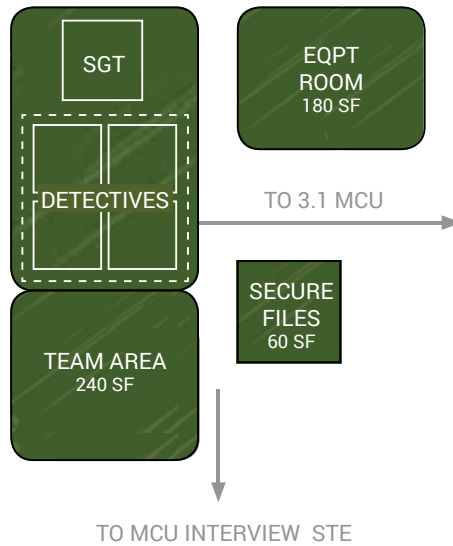 SGT
DETECTIVES
TEAM AREA
240 SF
EQPT
ROOM
180 SF
TO 3.1 MCU
SECURE
FILES
60 SF
TO MCU INTERVIEW STE